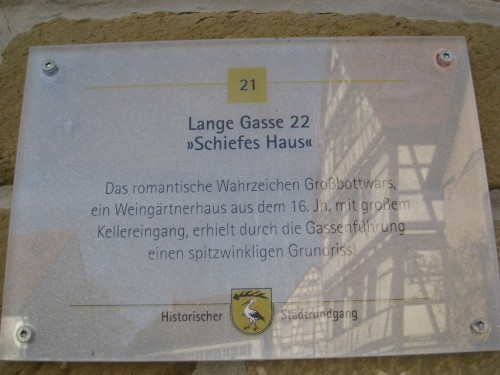 21
Lange Gasse 22
»Schiefes Haus«
Das romantische Wahrzeichen Großbottwars,
ein Weingärtnerhaus aus dem 16. Jh. mit großem
Kellereingang, erhielt durch die Gassenführung
einen spitzwinkligen Grundriss.
Historischer Stadtrundgang